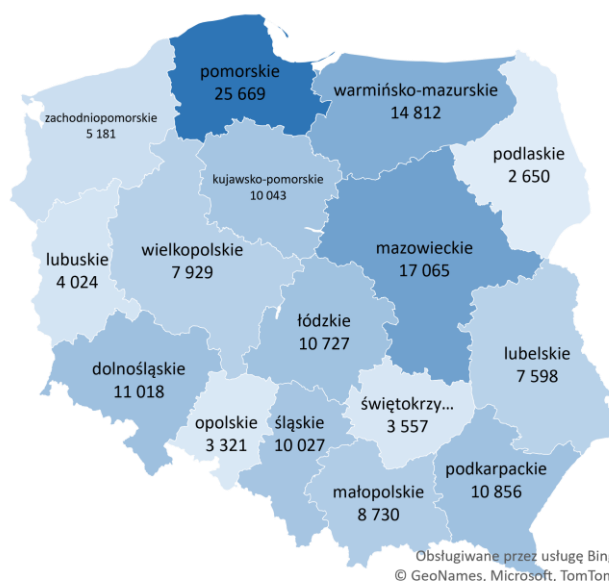 pomorskie
25 669
warmińsko-mazurskie
14 812
zachodniopomorskie
5 181
podlaskie
2 650
kujawsko-pomorskie
10 043
mazowieckie
17 065
wielkopolskie
7 929
lubuskie
4 024
łódzkie
10 727
lubelskie
7 598
dolnośląskie
11 018
świętokrzy...
3 557
opolskie
3 321
śląskie
10 027
podkarpackie
10 856
małopolskie
8 730
Obsługiwane przez usługę Bing
© GeoNames, Microsoft, TomTom